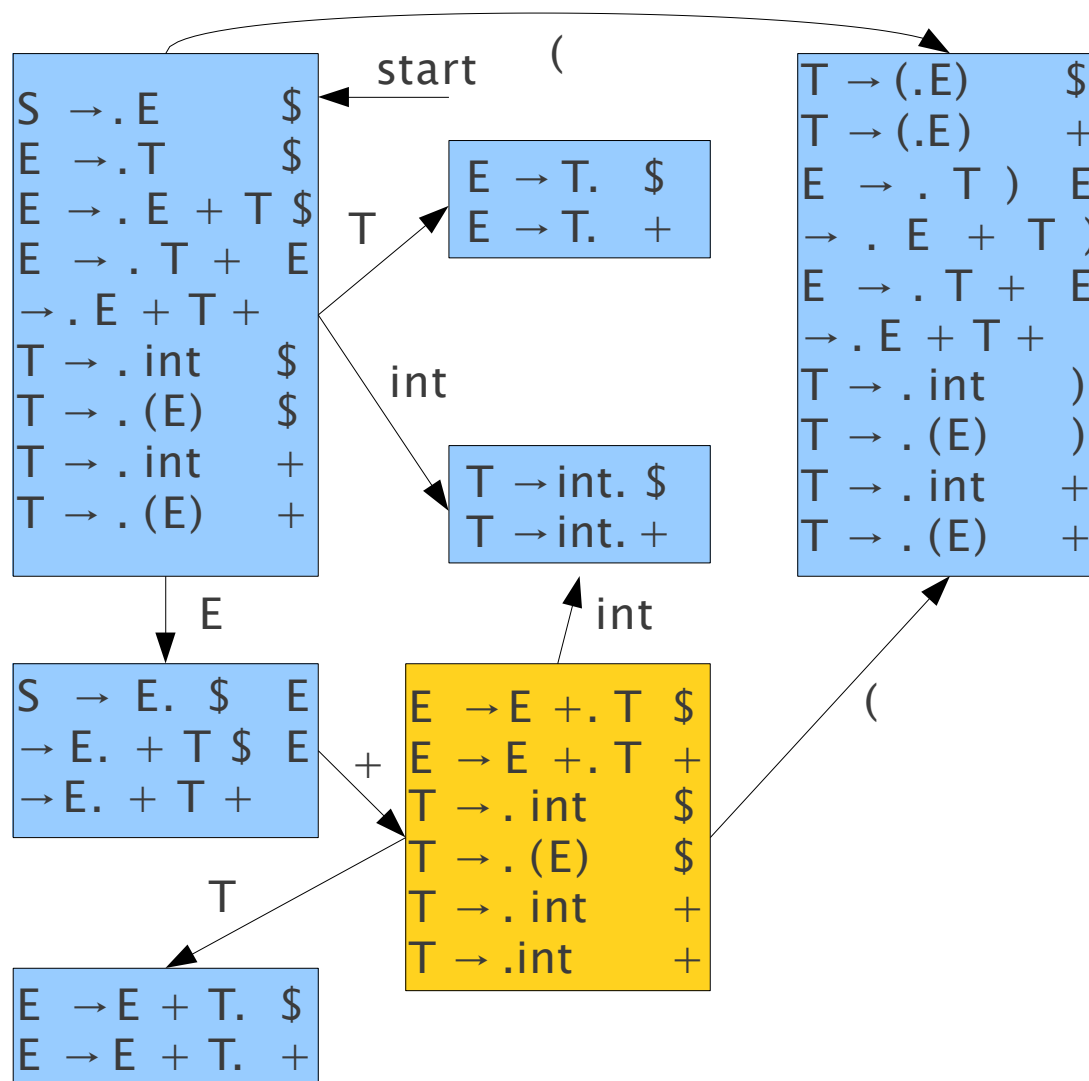 (
start
S → . E $
E → . T $
E → . E + T $
E → . T + E
→ . E + T +
T → . int $
T → . (E) $
T → . int +
T → . (E) +
T
E → T. $
E → T. +
int
T → int. $
T → int. +
T → (.E) $
T → (.E) +
E → . T ) E
→ . E + T )
E → . T + E
→ . E + T +
T → . int )
T → . (E) )
T → . int +
T → . (E) +
E
int
(
S → E. $ E
→ E. + T $ E
→ E. + T +
+
E → E +. T $
E → E +. T +
T → . int $
T → . (E) $
T → . int +
T → .int +
T
E → E + T. $
E → E + T. +